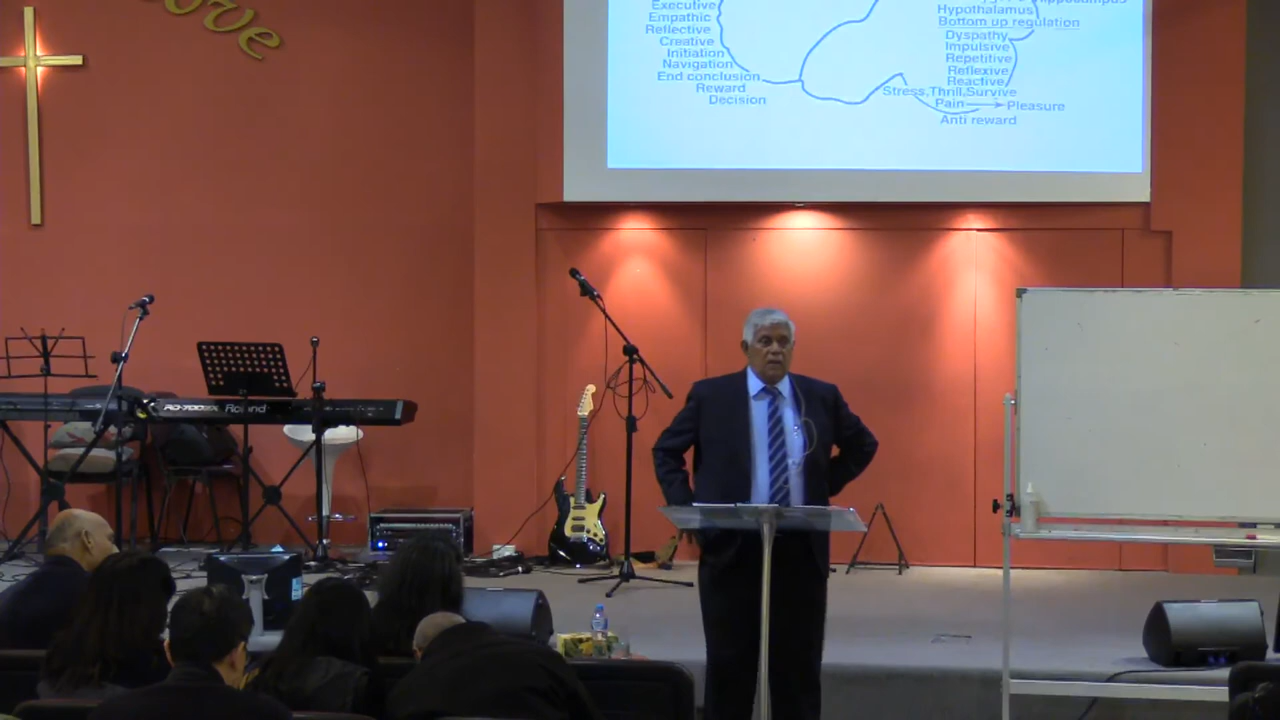 ove
Executive
Empathic
Reflective
Creative
Initiation
Navigation
End conclusion
Reward
Decision
Hypothalamus
Bottom up regulation
Dyspathy
Impulsive
Repetitive
Reflexive
Reactive
Stress,Thrill,Survive
Pain Pleasure
Anti reward
RD-700SX Roland